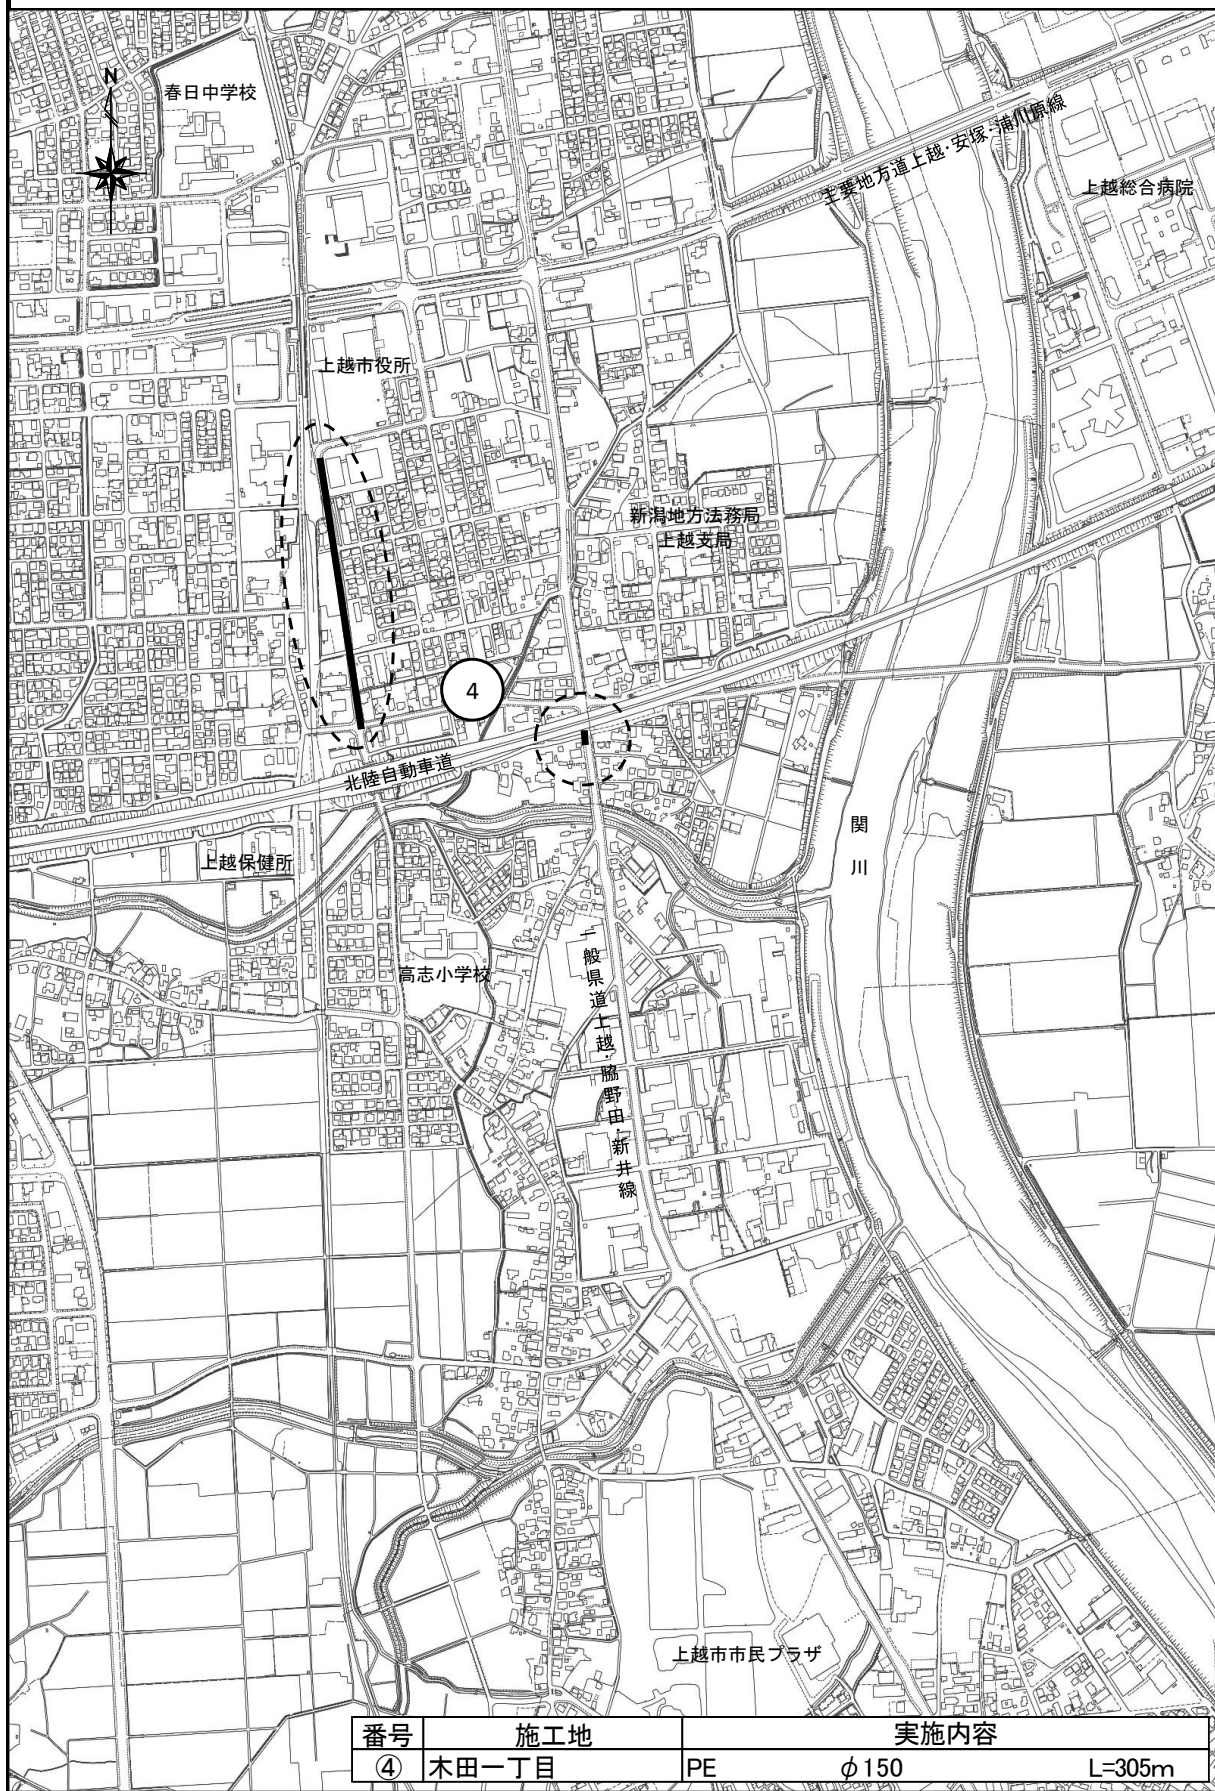 N
春日中学校
主要地方道上越・安塚・浦川原線
上越総合病院
上越市役所
新潟地方法務局
上越支局
4
北陸自動車道
関川
上越保健所
高志小学校
一般県道上越・脇野田・新井線
上越市市民プラザ
番号 施工地 実施内容
④ 木田一丁目 PE φ150 L=305m